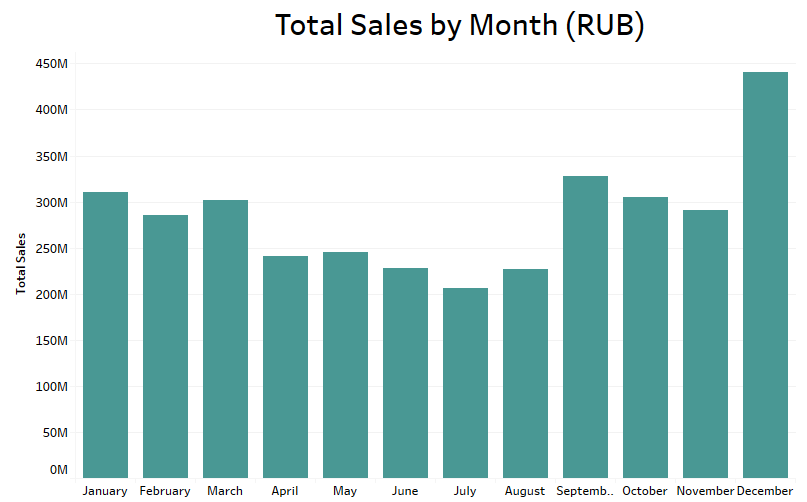 Total Sales by Month (RUB)
Total Sales
450M
400M
350M
300M
250M
200M
150M
100M
50M
0M
January February March April May June July August Septemb.. October November December